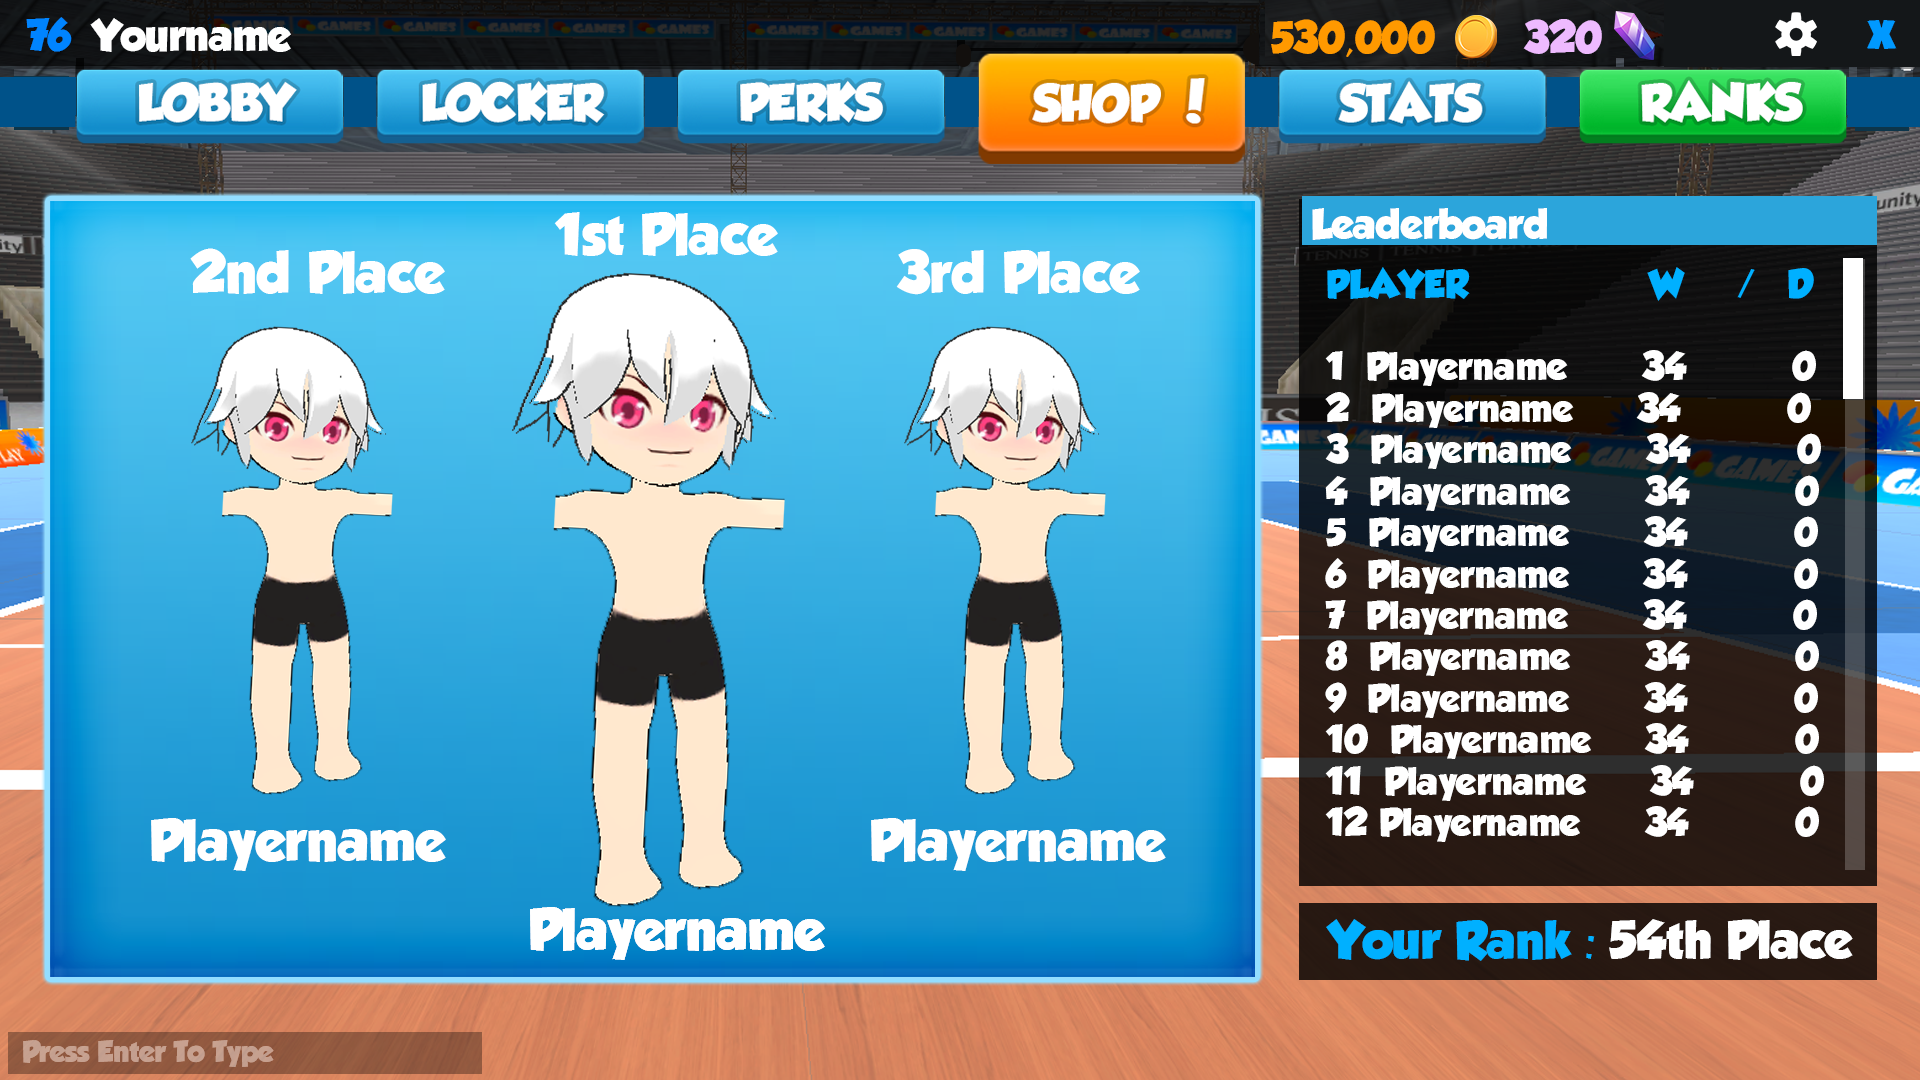 76 Yourname
530,000
320
X
LOBBY
LOCKER
PERKS
SHOP !
STATS
RANKS
2nd Place
1st Place
3rd Place
Playername
Playername
Playername
Leaderboard
PLAYER W / D
1 Playername 34 0
2 Playername 34 0
3 Playername 34 0
4 Playername 34 0
5 Playername 34 0
6 Playername 34 0
7 Playername 34 0
8 Playername 34 0
9 Playername 34 0
10 Playername 34 0
11 Playername 34 0
12 Playername 34 0
Your Rank : 54th Place
Press Enter To Type
GAMES
GAMES
TENNIS